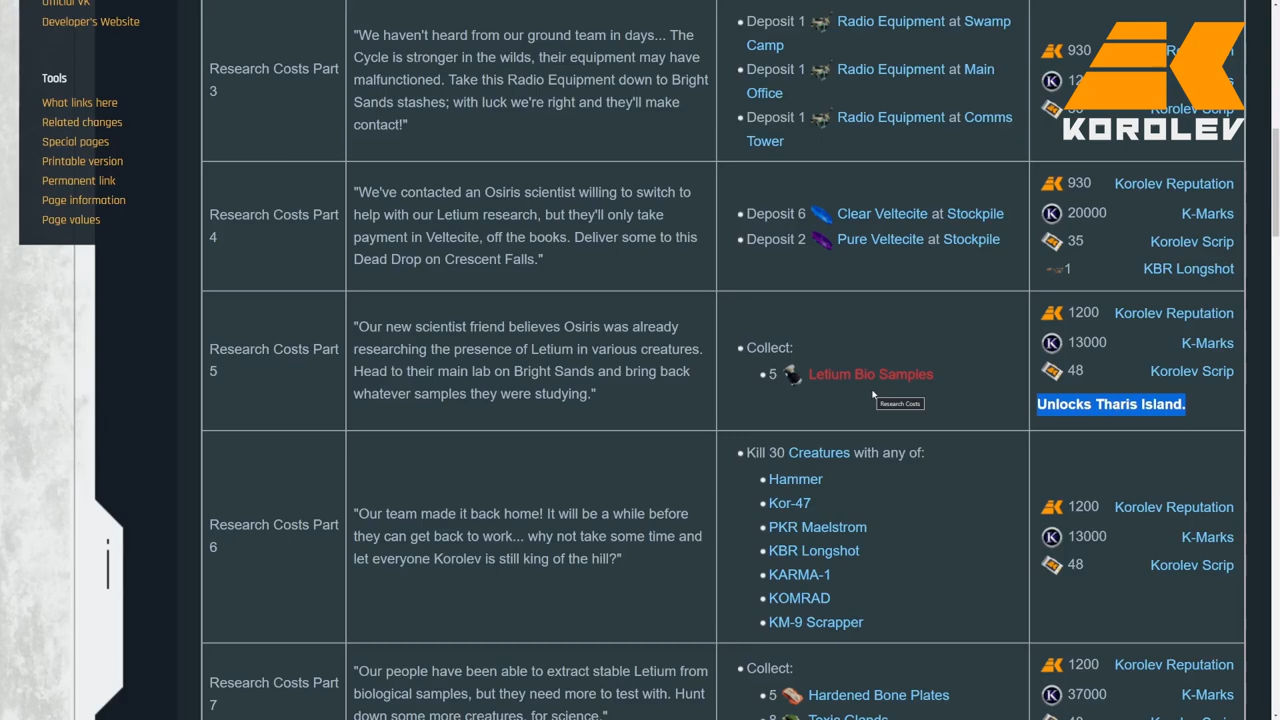 Official VK
Developer's Website
Tools
What links here
Related changes
Special pages
Printable version
Permanent link
Page information
Page values
Research Costs Part
3
"We haven't heard from our ground team in days... The
Cycle is stronger in the wilds, their equipment may have
malfunctioned. Take this Radio Equipment down to Bright
Sands stashes; with luck we're right and they'll make
contact!"
Deposit 1 Radio Equipment at Swamp
Camp
Deposit 1 Radio Equipment at Main
Office
Deposit 1 Radio Equipment at Comms
Tower
930
KOROLEV
Research Costs Part
4
"We've contacted an Osiris scientist willing to switch to
help with our Letium research, but they'll only take
payment in Veltecite, off the books. Deliver some to this
Dead Drop on Crescent Falls."
Deposit 6 Clear Veltecite at Stockpile
Deposit 2 Pure Veltecite at Stockpile
930 Korolev Reputation
20000 K-Marks
35 Korolev Scrip
1 KBR Longshot
Research Costs Part
5
"Our new scientist friend believes Osiris was already
researching the presence of Letium in various creatures.
Head to their main lab on Bright Sands and bring back
whatever samples they were studying."
Collect:
5 Letium Bio Samples
Research Costs
1200 Korolev Reputation
13000 K-Marks
48 Korolev Scrip
Unlocks Tharis Island.
Research Costs Part
6
"Our team made it back home! It will be a while before
they can get back to work... why not take some time and
let everyone Korolev is still king of the hill?"
Kill 30 Creatures with any of:
Hammer
Kor-47
PKR Maelstrom
KBR Longshot
KARMA-1
KOMRAD
KM-9 Scrapper
1200 Korolev Reputation
13000 K-Marks
48 Korolev Scrip
Research Costs Part
7
"Our people have been able to extract stable Letium from
biological samples, but they need more to test with. Hunt
down some more creatures, for science."
Collect:
5 Hardened Bone Plates
8 Toxic Glands
1200 Korolev Reputation
37000 K-Marks
48 Korolev Scrip